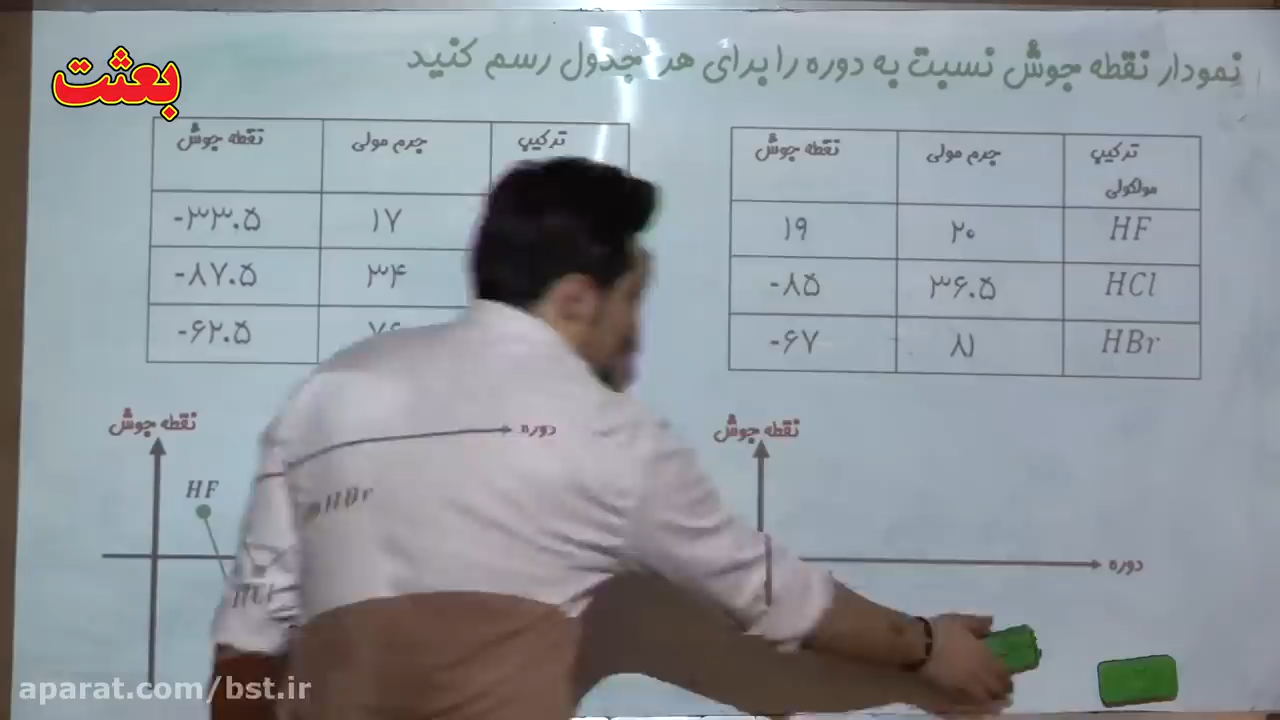 بعثت
نمودار نقطه جوش نسبت به دوره را برای هر جدول رسم کنید
ترکیب مولکولی
جرم مولی
نقطه جوش
HF
۲۰
۱۹
HCl
۳۶.۵
-۸۵
HBr
۸۱
-۶۷
ترکیب
جرم مولی
نقطه جوش
۱۷
-۳۳.۵
۳۴
-۸۷.۵
-۶۲.۵
نقطه جوش
دوره
نقطه جوش
دوره
HF
HCl
HBr
aparat.com/bst.ir